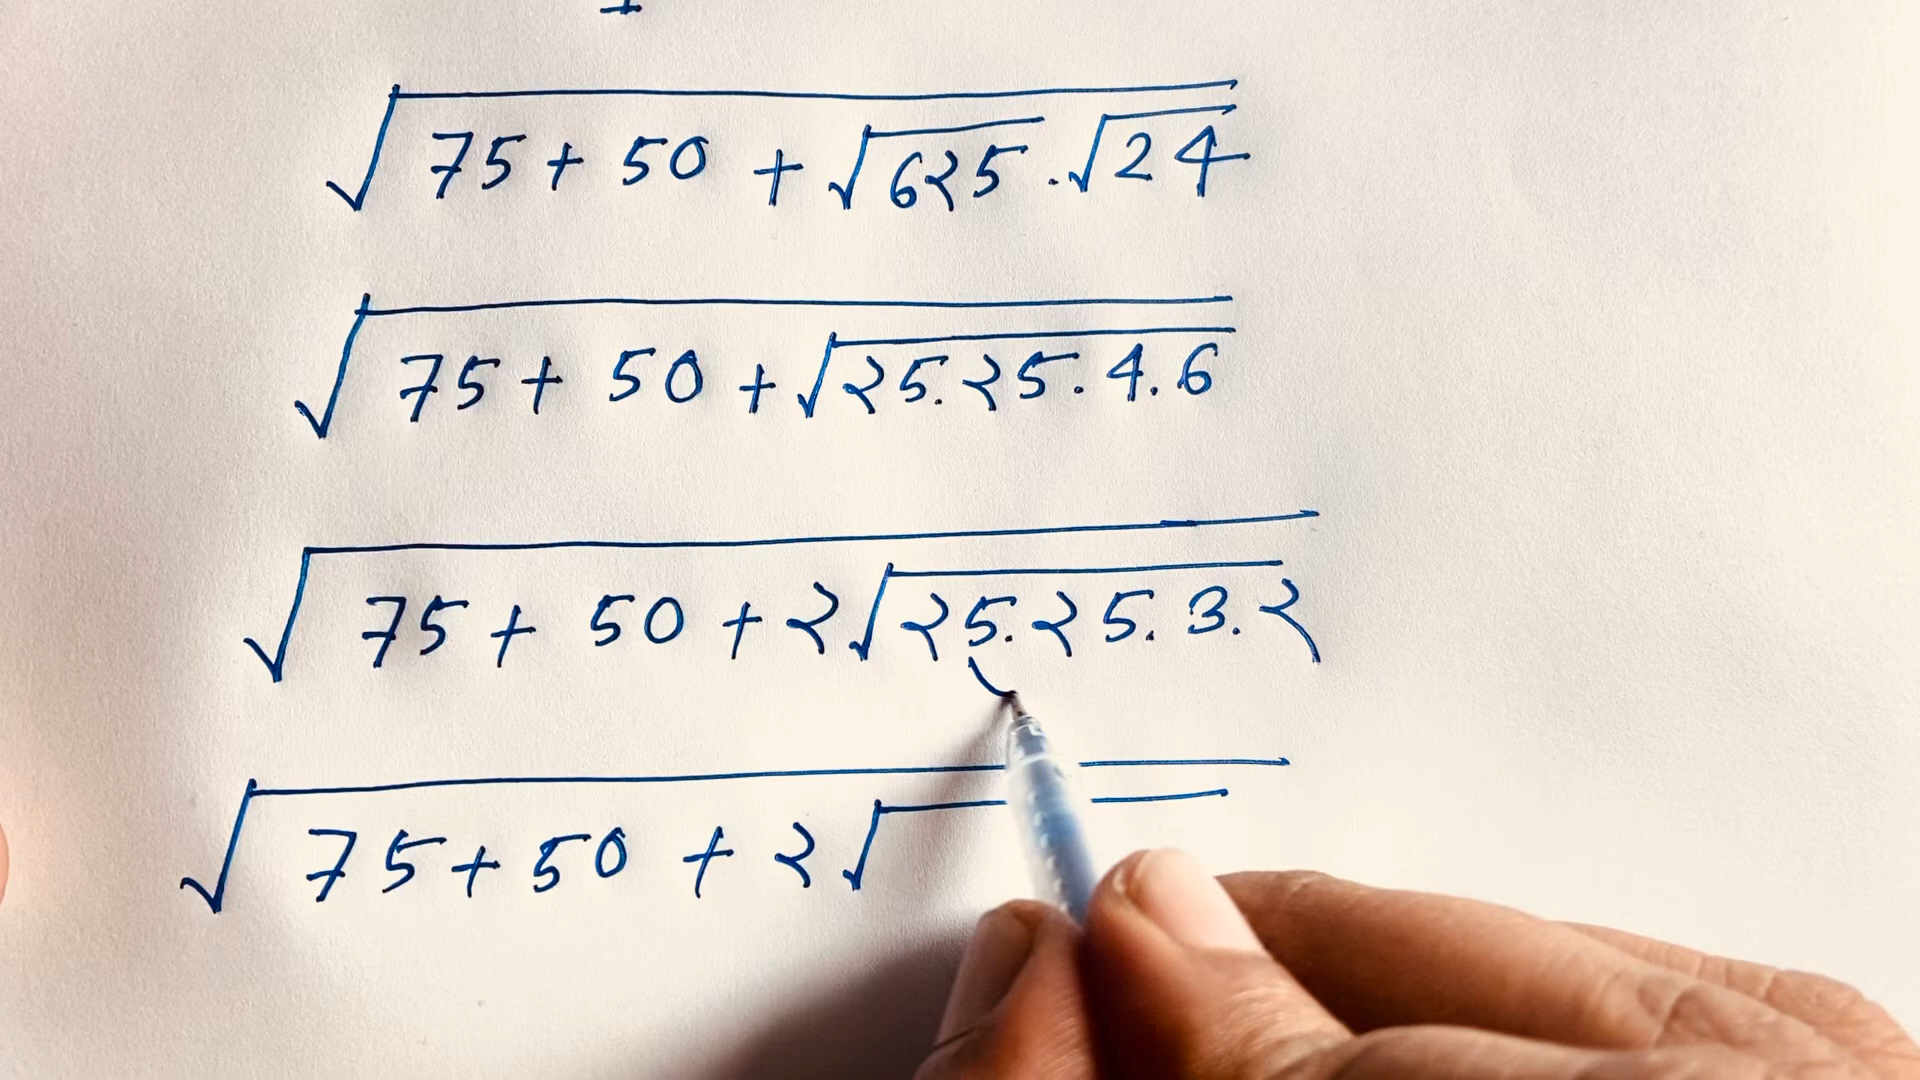 √(75 + 50 + √625 . √24)
√(75 + 50 + √(25.25.4.6))
√(75 + 50 + 2√(25.25.3.2))
√(75 + 50 + 2√